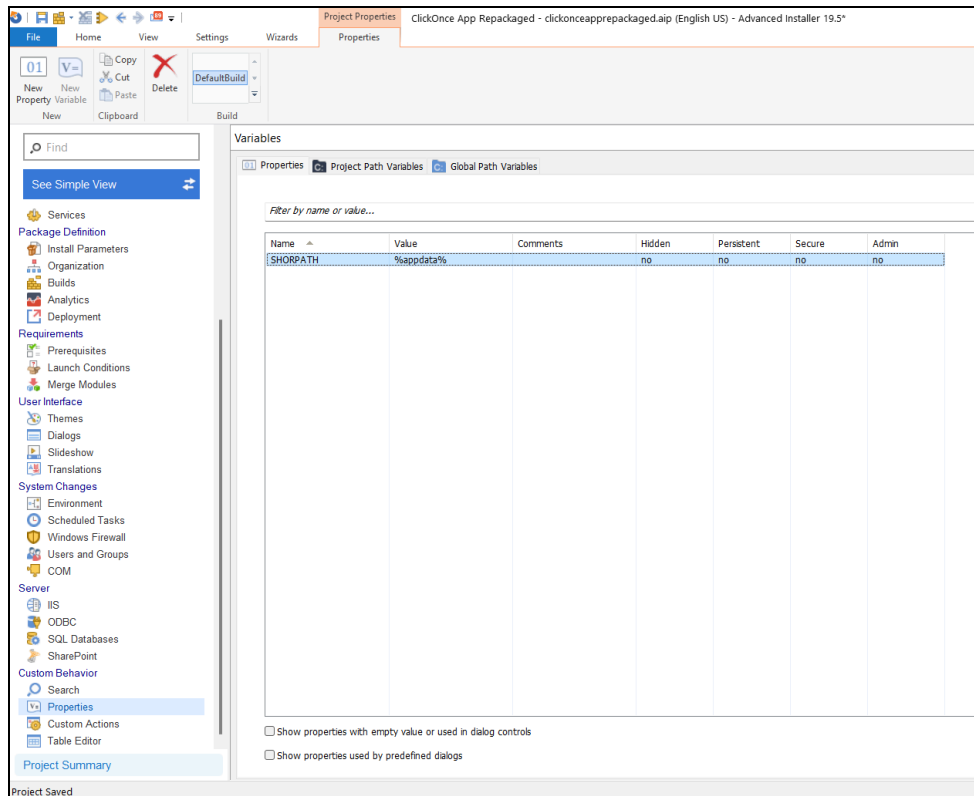 Project Properties
ClickOnce App Repackaged - clickonceapprepackaged.aip (English US) - Advanced Installer 19.5*
File Home View Settings Wizards Properties
01 V=
New Property
New Variable
Copy
Cut
Paste
Delete
DefaultBuild
New Clipboard Build
Find
See Simple View
Services
Package Definition
Install Parameters
Organization
Builds
Analytics
Deployment
Requirements
Prerequisites
Launch Conditions
Merge Modules
User Interface
Themes
Dialogs
Slideshow
Translations
System Changes
Environment
Scheduled Tasks
Windows Firewall
Users and Groups
COM
Server
IIS
ODBC
SQL Databases
SharePoint
Custom Behavior
Search
Properties
Custom Actions
Table Editor
Project Summary
Project Saved
Variables
Properties Project Path Variables Global Path Variables
Filter by name or value...
Name Value Comments Hidden Persistent Secure Admin
SHORPATH %appdata% no no no no
Show properties with empty value or used in dialog controls
Show properties used by predefined dialogs